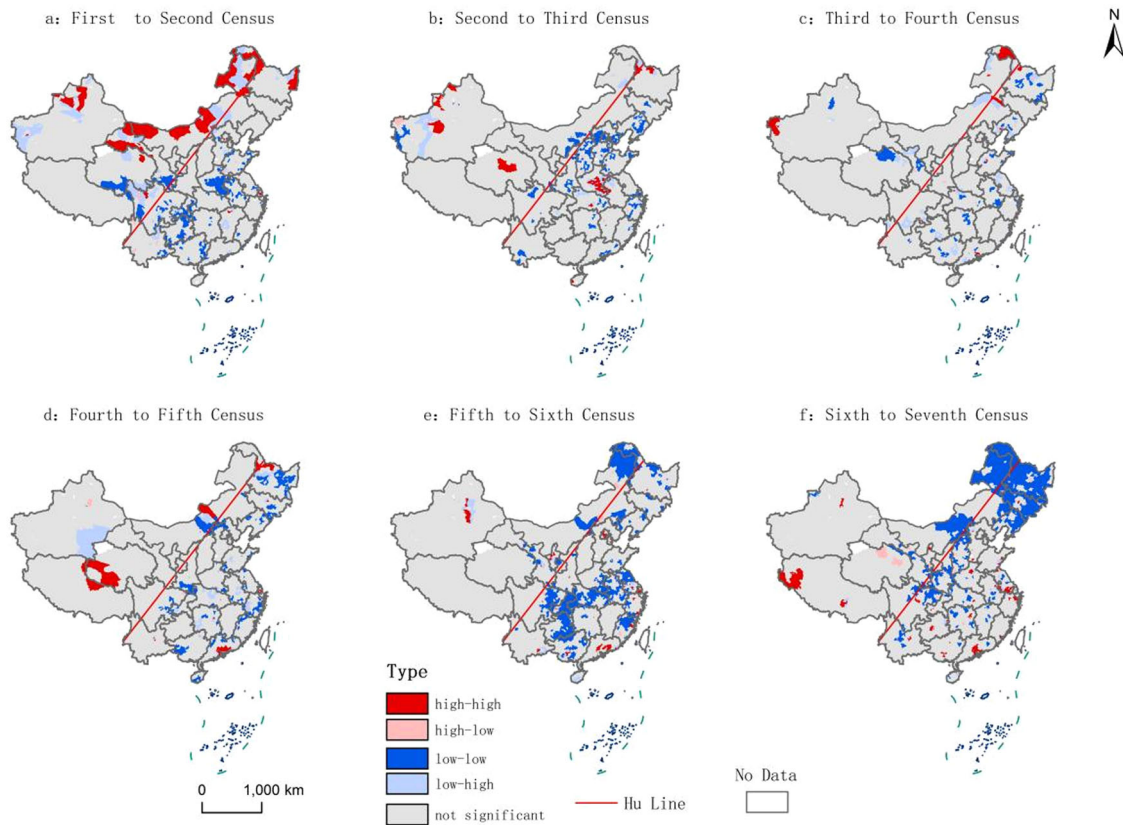 a: First  to Second Census
b: Second to Third Census
c: Third to Fourth Census
N
d: Fourth to Fifth Census
e: Fifth to Sixth Census
f: Sixth to Seventh Census
Type
high-high
high-low
low-low
low-high
not significant
0 1,000 km
Hu Line
No Data